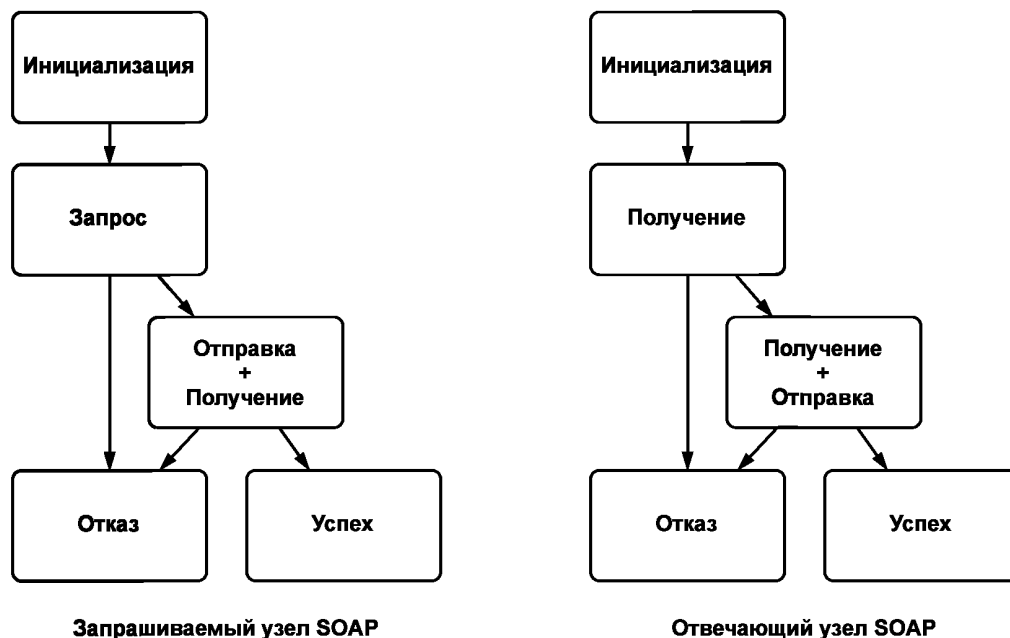 Инициализация
Запрос
Отправка
+
Получение
Отказ
Успех
Запрашиваемый узел SOAP
Инициализация
Получение
Получение
+
Отправка
Отказ
Успех
Отвечающий узел SOAP